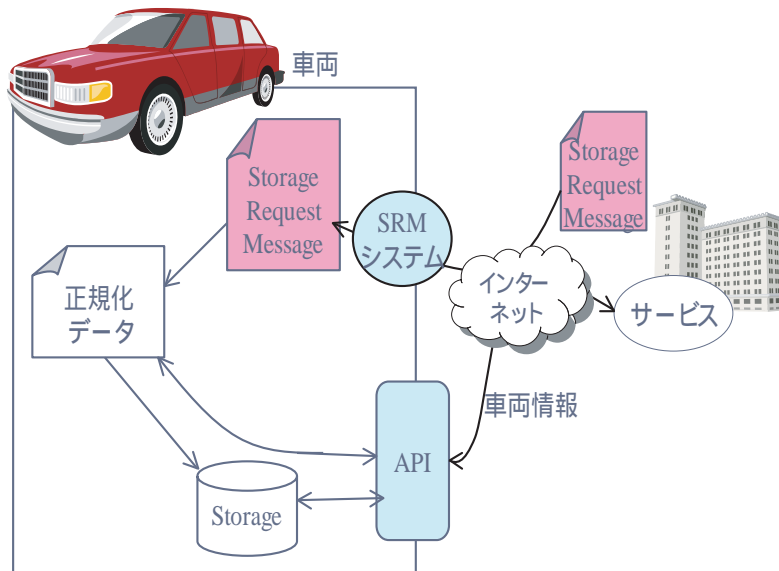 車両
Storage
Request
Message
Storage
Request
Message
SRM
システム
インター
ネット
サービス
正規化
データ
車両情報
API
Storage